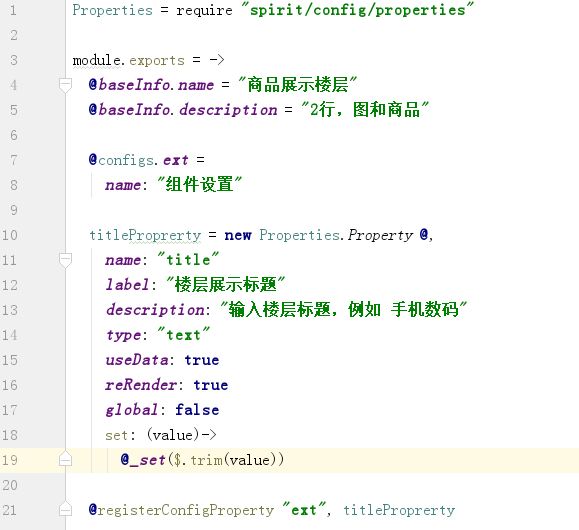 1 Properties = require "spirit/config/properties"
2
3 module.exports = ->
4 @baseInfo.name = "商品展示楼层"
5 @baseInfo.description = "2行，图和商品"
6
7 @configs.ext =
8 name: "组件设置"
9
10 titleProprerty = new Properties.Property @,
11 name: "title"
12 label: "楼层展示标题"
13 description: "输入楼层标题，例如 手机数码"
14 type: "text"
15 useData: true
16 reRender: true
17 global: false
18 set: (value)->
19 @_set($.trim(value))
20
21 @registerConfigProperty "ext", titleProprerty